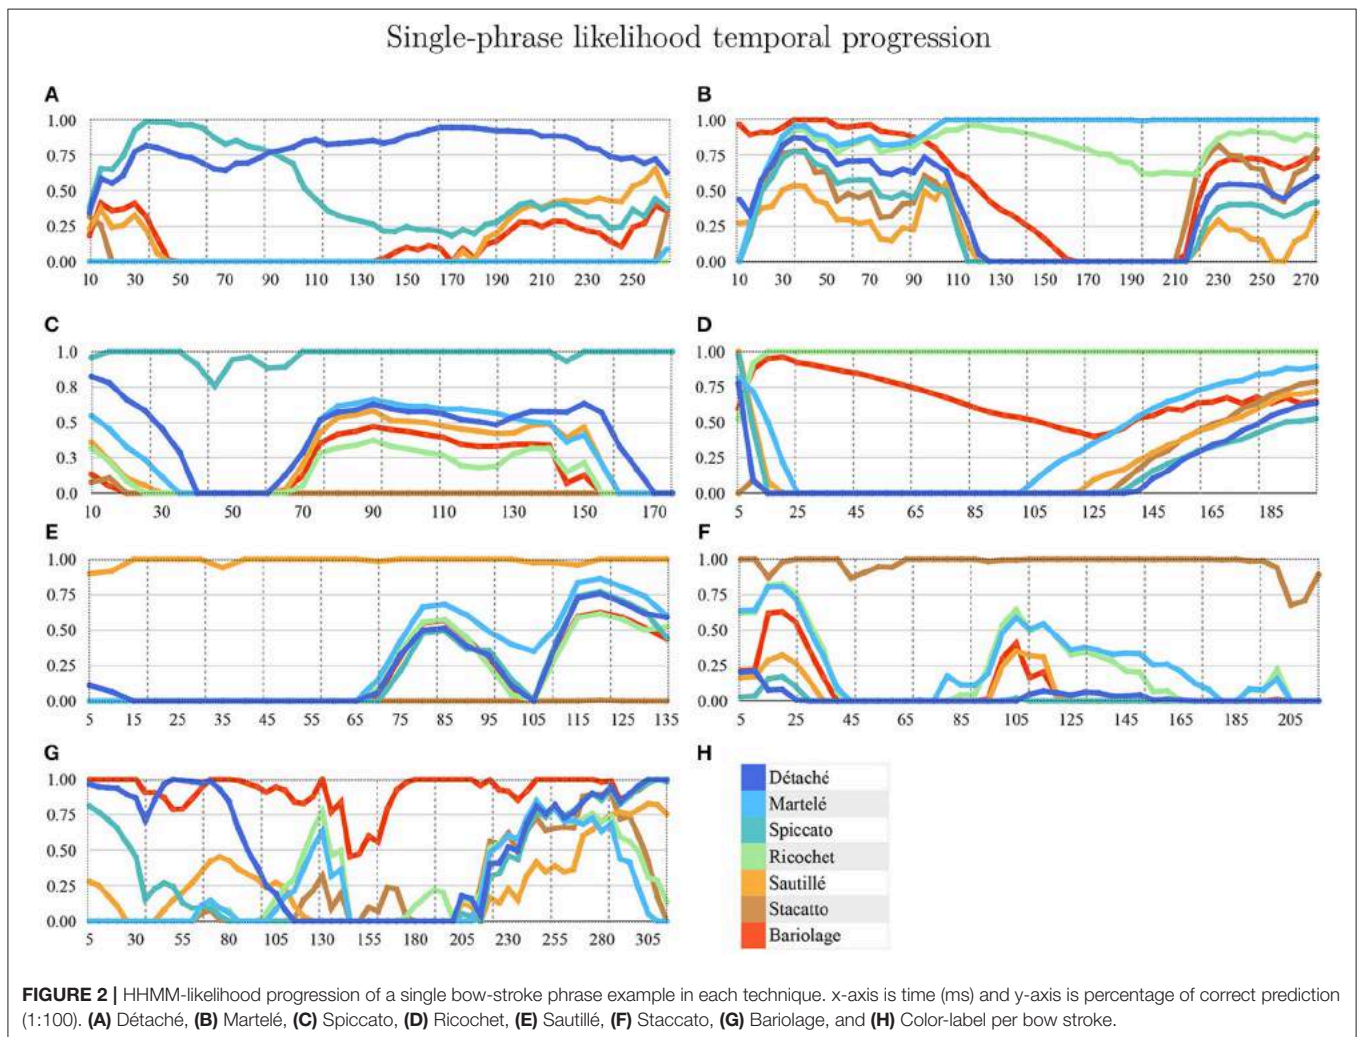 Single-phrase likelihood temporal progression
A
1.00
0.75
0.50
0.25
0.00
10 30 50 70 90 110 130 150 170 190 210 230 250
B
1.00
0.75
0.50
0.25
0.00
10 30 50 70 90 110 130 150 170 190 210 230 250 270
C
1.0
0.8
0.5
0.3
0.0
10 30 50 70 90 110 130 150 170
D
1.00
0.75
0.50
0.25
0.00
5 25 45 65 85 105 125 145 165 185
E
1.00
0.75
0.50
0.25
0.00
5 15 25 35 45 55 65 75 85 95 105 115 125 135
F
1.00
0.75
0.50
0.25
0.00
5 25 45 65 85 105 125 145 165 185 205
G
1.00
0.75
0.50
0.25
0.00
5 30 55 80 105 130 155 180 205 230 255 280 305
H
Détaché
Martelé
Spiccato
Ricochet
Sautillé
Stacatto
Bariolage
FIGURE 2 | HHMM-likelihood progression of a single bow-stroke phrase example in each technique. x-axis is time (ms) and y-axis is percentage of correct prediction
(1:100). (A) Détaché, (B) Martelé, (C) Spiccato, (D) Ricochet, (E) Sautillé, (F) Staccato, (G) Bariolage, and (H) Color-label per bow stroke.